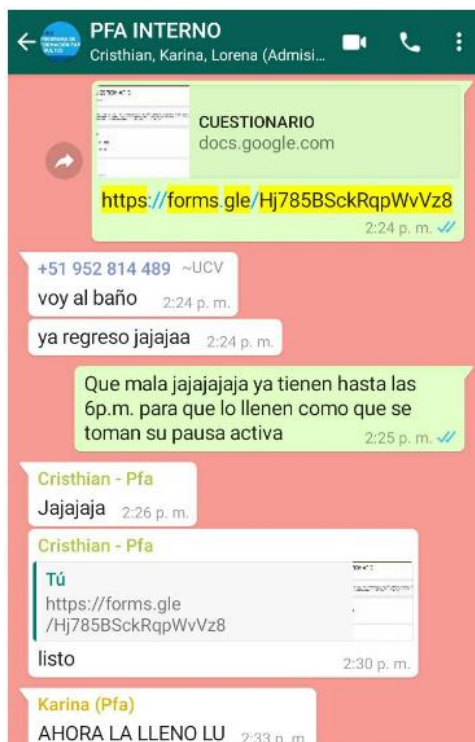 PFA INTERNO
Cristhian, Karina, Lorena (Admisi...
CUESTIONARIO
docs.google.com
https://forms.gle/Hj785BSckRqpWvVz8
2:24 p. m.
+51 952 814 489 ~UCV
voy al baño 2:24 p. m.
ya regreso jajajaa 2:24 p. m.
Que mala jajajajaja ya tienen hasta las
6p.m. para que lo llenen como que se
toman su pausa activa 2:25 p. m.
Cristhian - Pfa
Jajajaja 2:26 p. m.
Cristhian - Pfa
Tú
https://forms.gle
/Hj785BSckRqpWvVz8
listo 2:30 p. m.
Karina (Pfa)
AHORA LA LLENO LU 2:33 p. m.